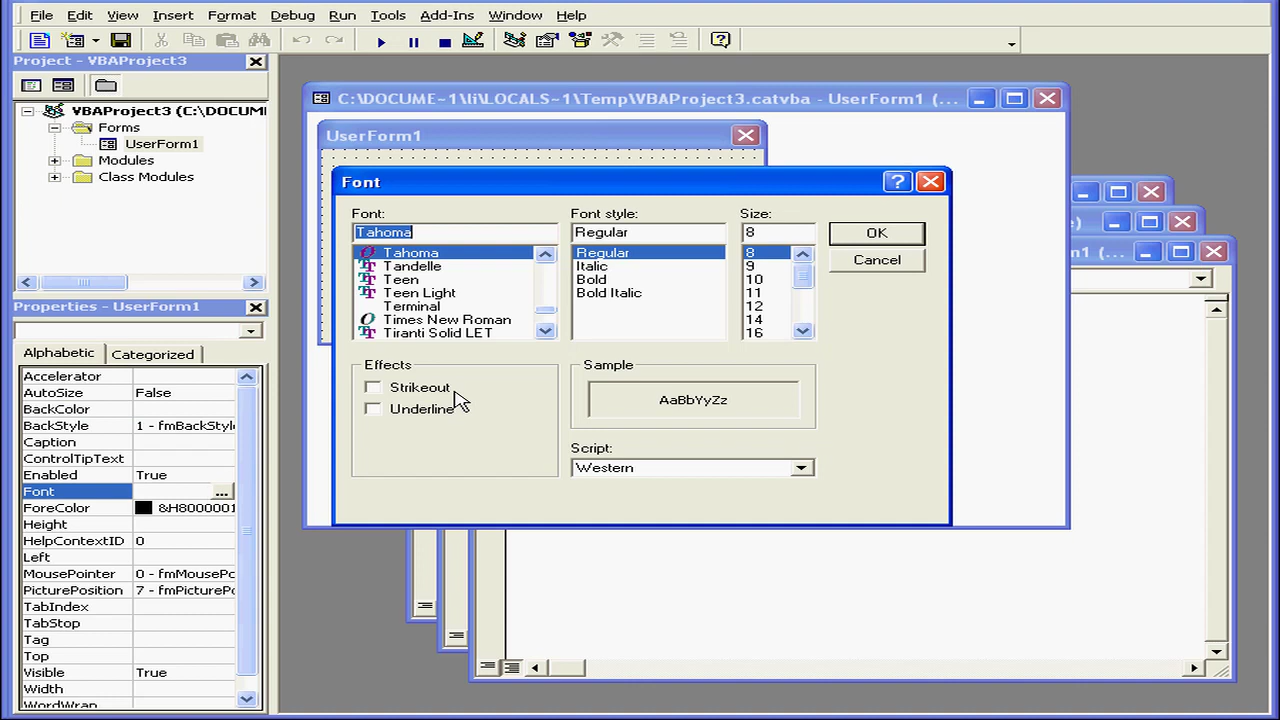 File Edit View Insert Format Debug Run Tools Add-Ins Window Help
Project - VBAProject3
VBAProject3 (C:\DOCUM
Forms
UserForm1
Modules
Class Modules
Properties - UserForm1
Alphabetic Categorized
Accelerator
AutoSize False
BackColor
BackStyle 1 - fmBackStyl
Caption
ControlTipText
Enabled True
Font ...
ForeColor &H8000001
Height
HelpContextID 0
Left
MousePointer 0 - fmMousePo
PicturePosition 7 - fmPicturePo
TabIndex
TabStop
Tag
Top
Visible True
Width
WordWrap
C:\DOCUME~1\li\LOCALS~1\Temp\VBAProject3.catvba - UserForm1 (...
UserForm1
Font
Font: Font style: Size:
Tahoma Regular 8
OK
Cancel
Tahoma
Tandelle
Teen
Teen Light
Terminal
Times New Roman
Tiranti Solid LET
Regular
Italic
Bold
Bold Italic
8
9
10
11
12
14
16
Effects
Strikeout
Underline
Sample
AaBbYyZz
Script:
Western